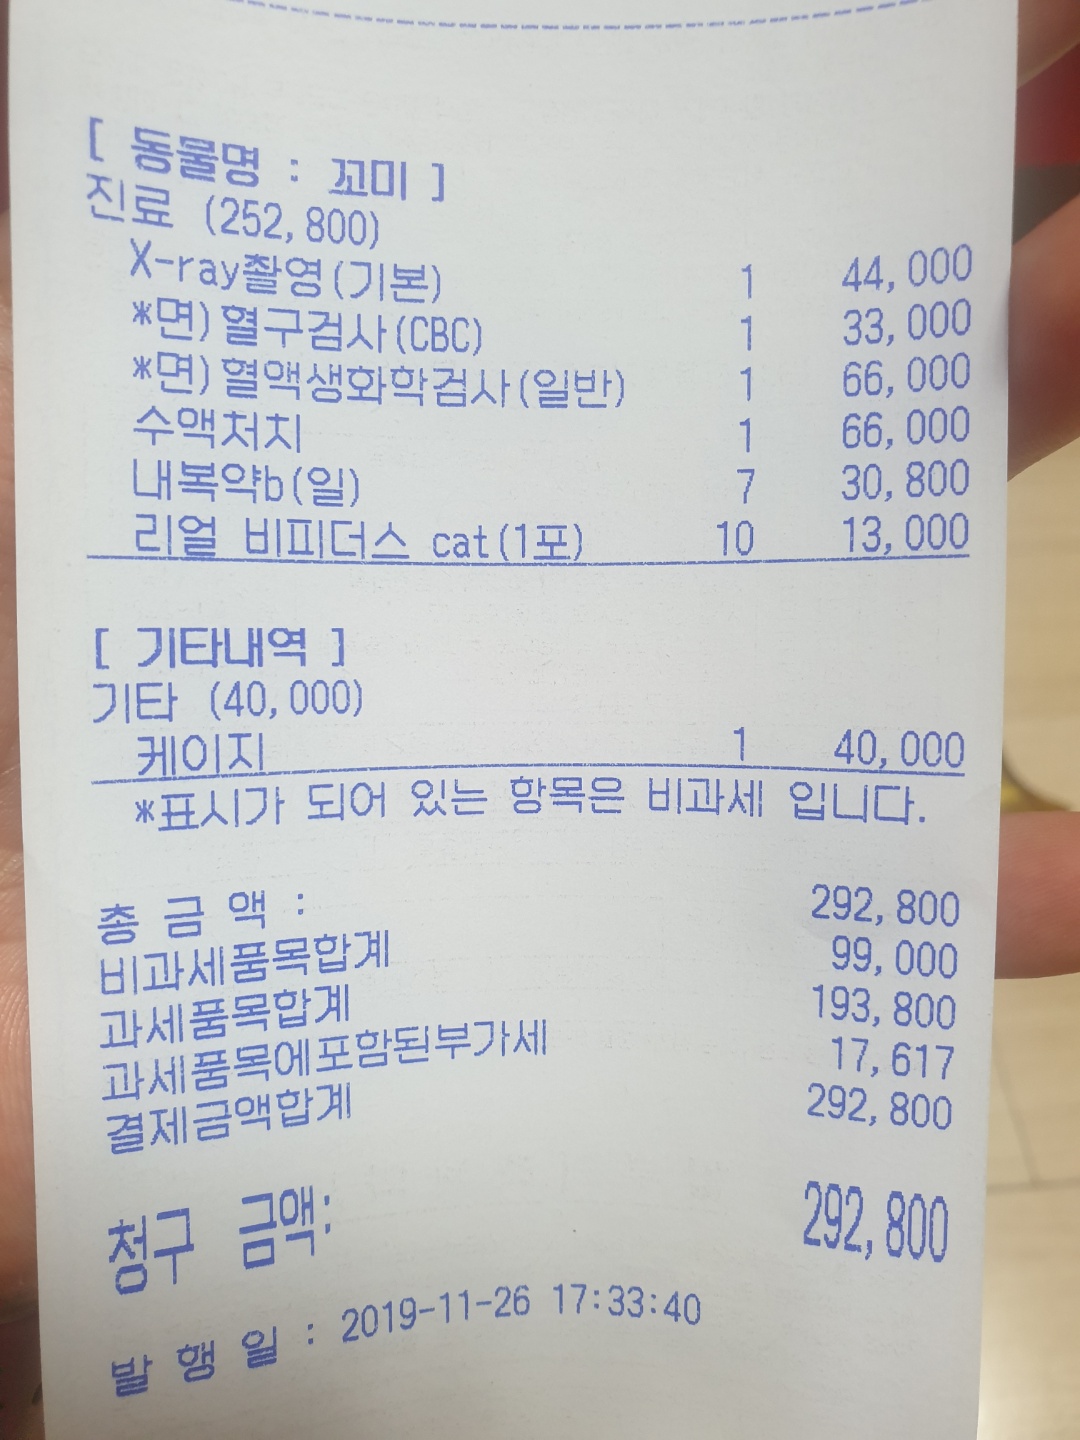 [ 동물명 : 꼬미 ]
진료 (252,800)
X-ray촬영(기본) 1 44,000
*면)혈구검사(CBC) 1 33,000
*면)혈액생화학검사(일반) 1 66,000
수액처치 1 66,000
내복약b(일) 7 30,800
리얼 비피더스 cat(1포) 10 13,000
[ 기타내역 ]
기타 (40,000)
케이지 1 40,000
*표시가 되어 있는 항목은 비과세 입니다.
총 금 액 : 292,800
비과세품목합계 99,000
과세품목합계 193,800
과세품목에포함된부가세 17,617
결제금액합계 292,800
청구 금액: 292,800
발 행 일 : 2019-11-26 17:33:40